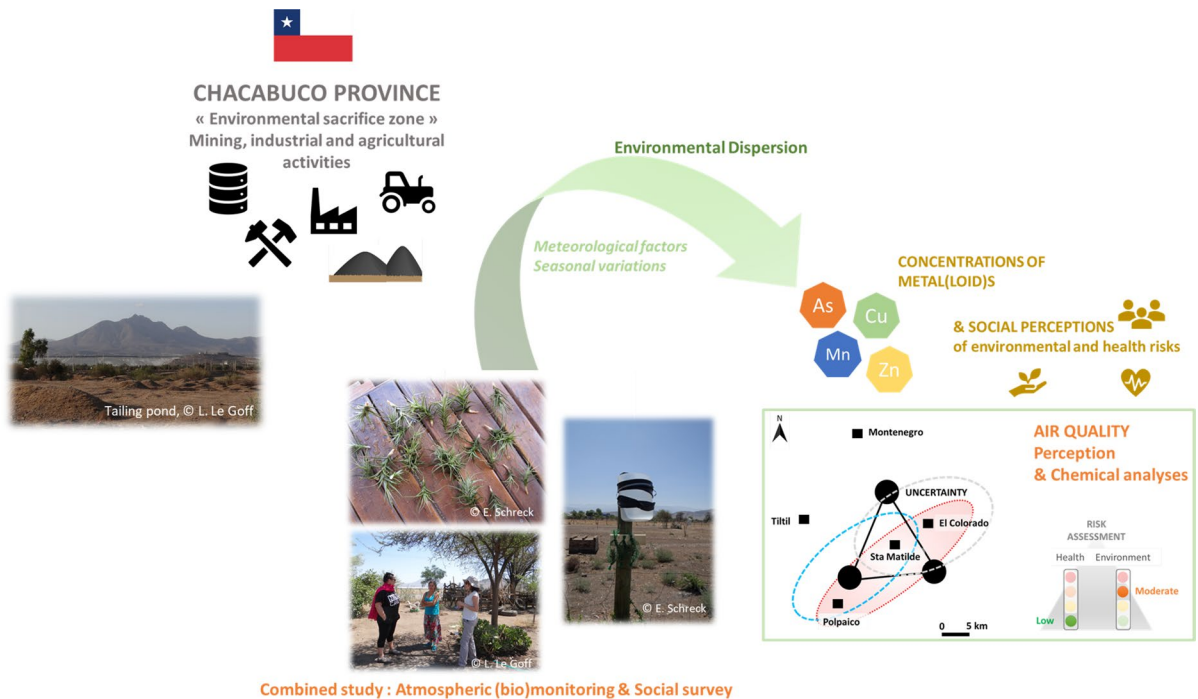 CHACABUCO PROVINCE
« Environmental sacrifice zone »
Mining, industrial and agricultural
activities
Environmental Dispersion
Meteorological factors
Seasonal variations
CONCENTRATIONS OF
METAL(LOID)S
As
Cu
Mn
Zn
& SOCIAL PERCEPTIONS
of environmental and health risks
Tailing pond, © L. Le Goff
© E. Schreck
© E. Schreck
© L. Le Goff
N
Montenegro
AIR QUALITY
Perception
& Chemical analyses
UNCERTAINTY
Tiltil
El Colorado
Sta Matilde
Polpaico
0 5 km
RISK
ASSESSMENT
Health Environment
Moderate
Low
Combined study : Atmospheric (bio)monitoring & Social survey